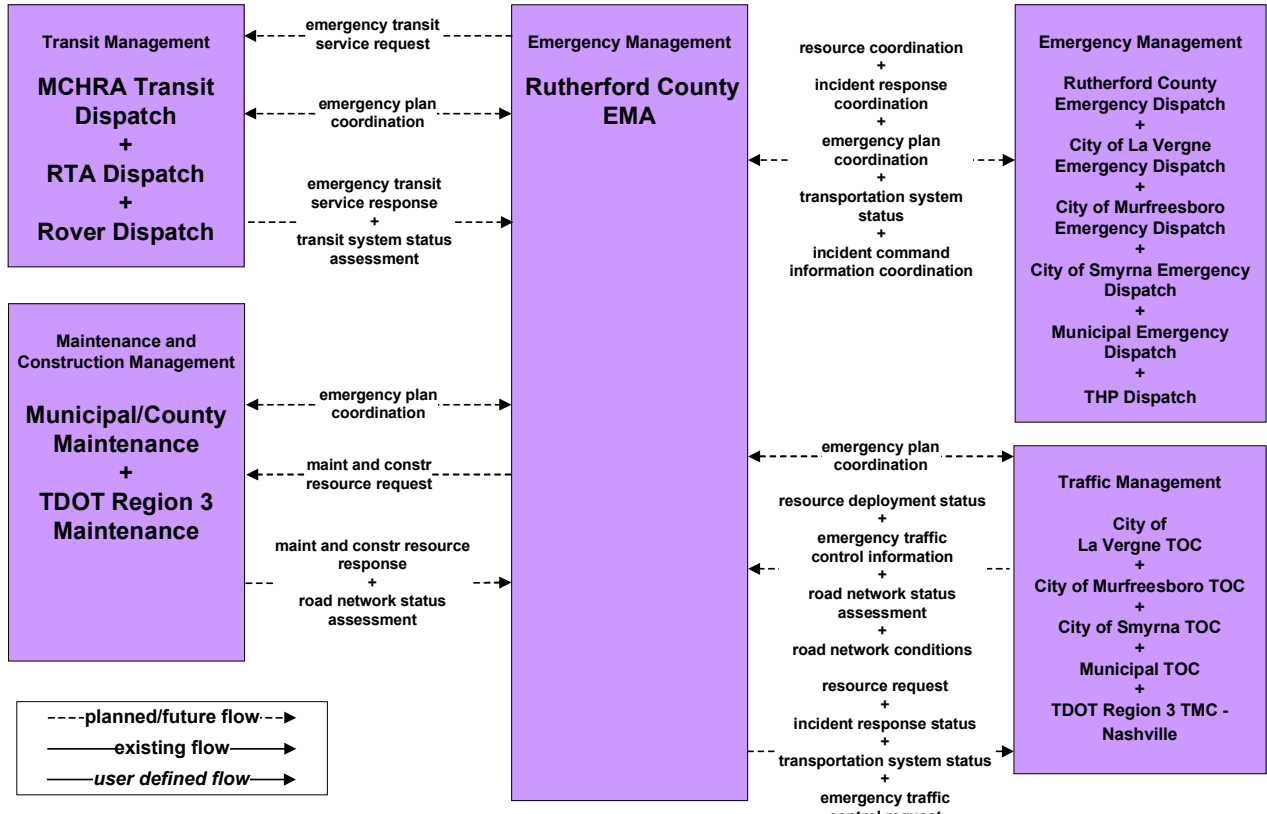 Transit Management
MCHRA Transit
Dispatch
+
RTA Dispatch
+
Rover Dispatch
emergency transit
service request
emergency plan
coordination
emergency transit
service response
+
transit system status
assessment
Maintenance and
Construction Management
Municipal/County
Maintenance
+
TDOT Region 3
Maintenance
emergency plan
coordination
maint and constr
resource request
maint and constr resource
response
+
road network status
assessment
Emergency Management
Rutherford County
EMA
resource coordination
+
incident response
coordination
+
emergency plan
coordination
+
transportation system
status
+
incident command
information coordination
Emergency Management
Rutherford County
Emergency Dispatch
+
City of La Vergne
Emergency Dispatch
+
City of Murfreesboro
Emergency Dispatch
+
City of Smyrna Emergency
Dispatch
+
Municipal Emergency
Dispatch
+
THP Dispatch
emergency plan
coordination
resource deployment status
+
emergency traffic
control information
+
road network status
assessment
+
road network conditions
resource request
+
incident response status
+
transportation system status
+
emergency traffic
control request
Traffic Management
City of
La Vergne TOC
+
City of Murfreesboro TOC
+
City of Smyrna TOC
+
Municipal TOC
+
TDOT Region 3 TMC -
Nashville
planned/future flow
existing flow
user defined flow